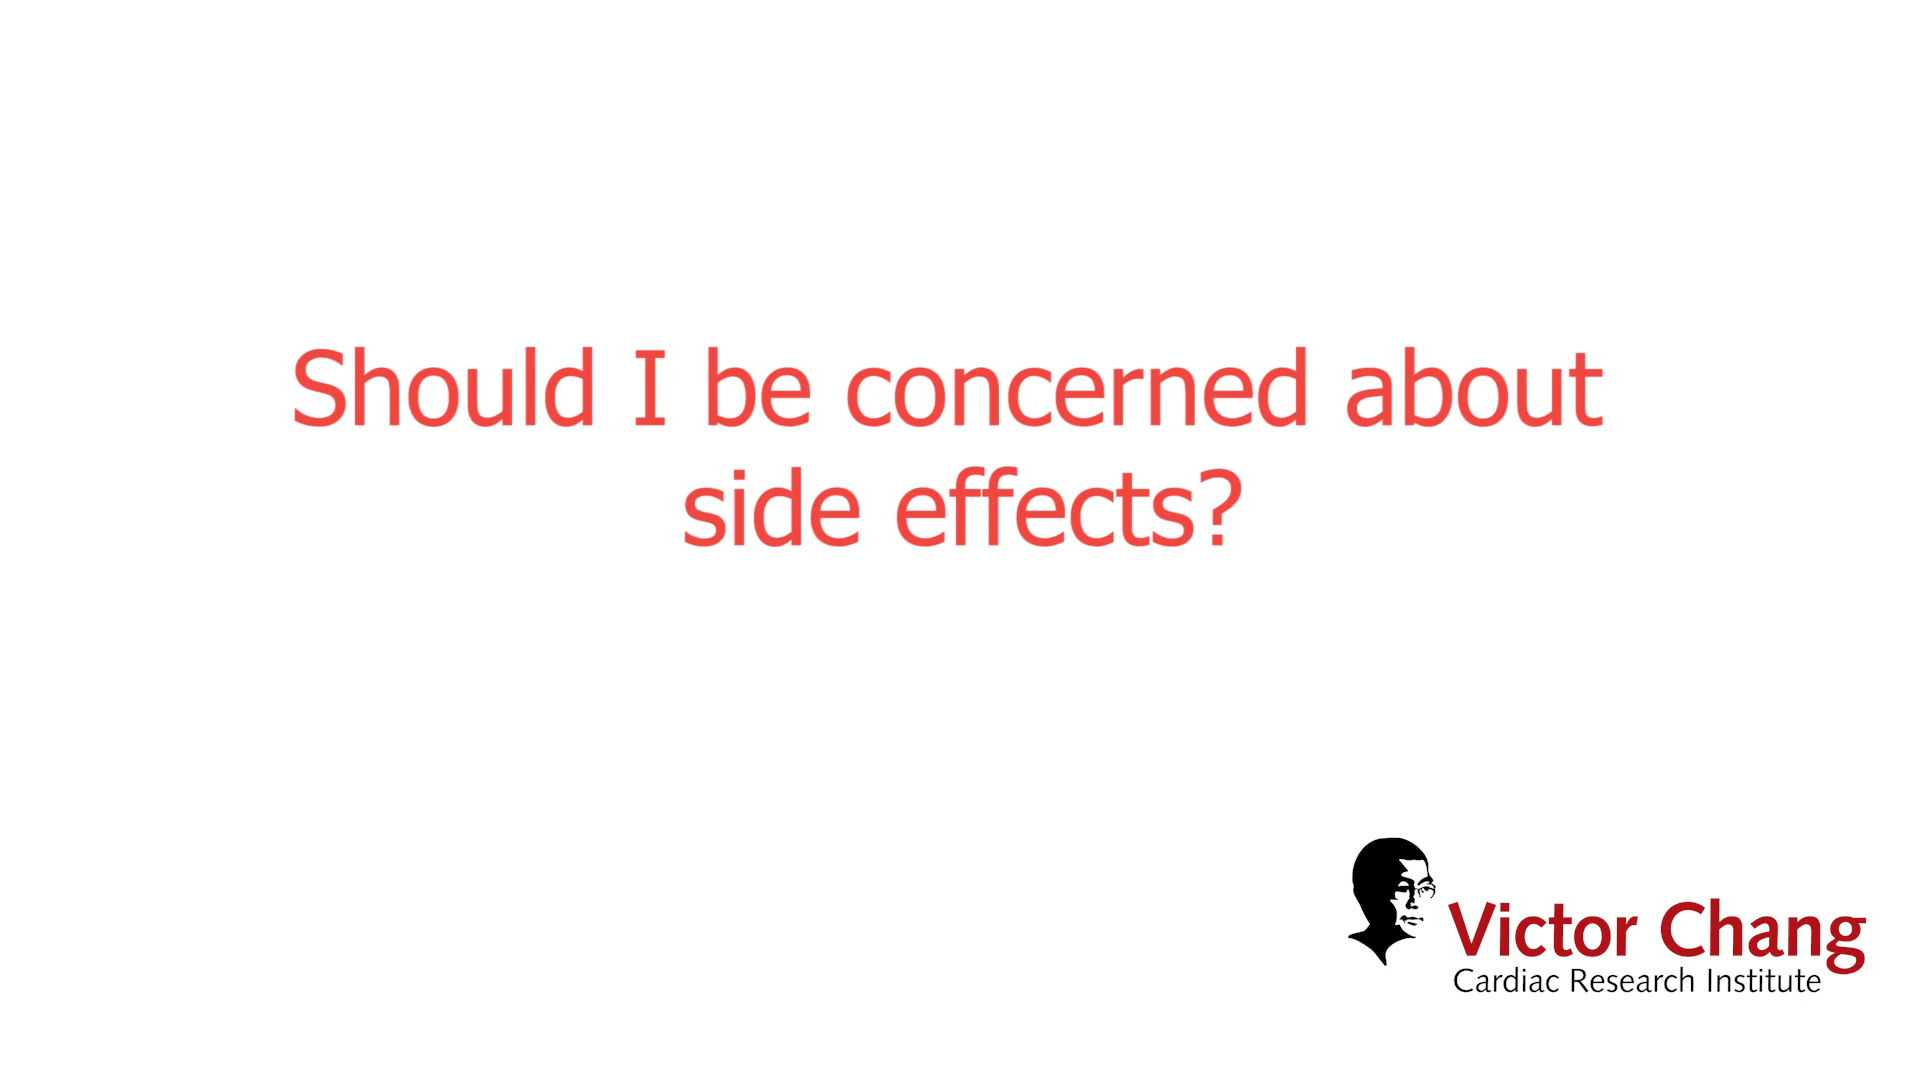 Should I be concerned about
side effects?
Victor Chang
Cardiac Research Institute